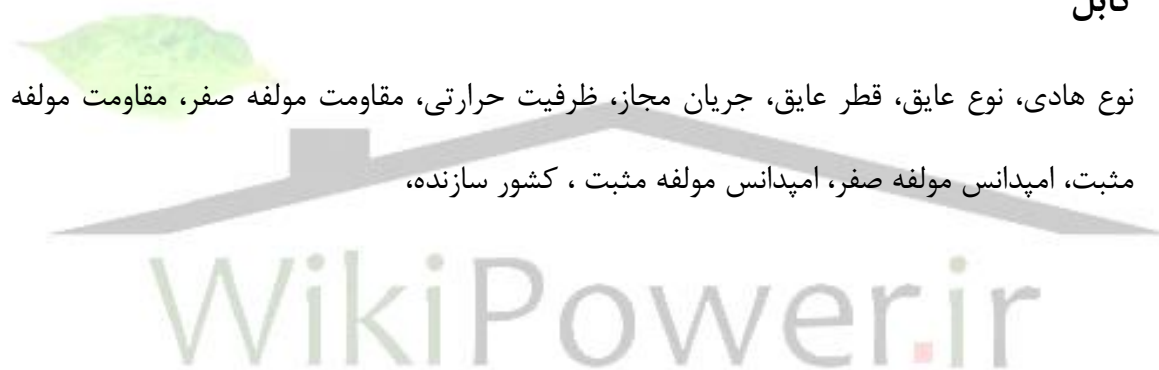 کابل
نوع هادی، نوع عایق، قطر عایق، جریان مجاز، ظرفیت حرارتی، مقاومت مولفه صفر، مقاومت مولفه
مثبت، امپدانس مولفه صفر، امپدانس مولفه مثبت ، کشور سازنده،
WikiPower.ir